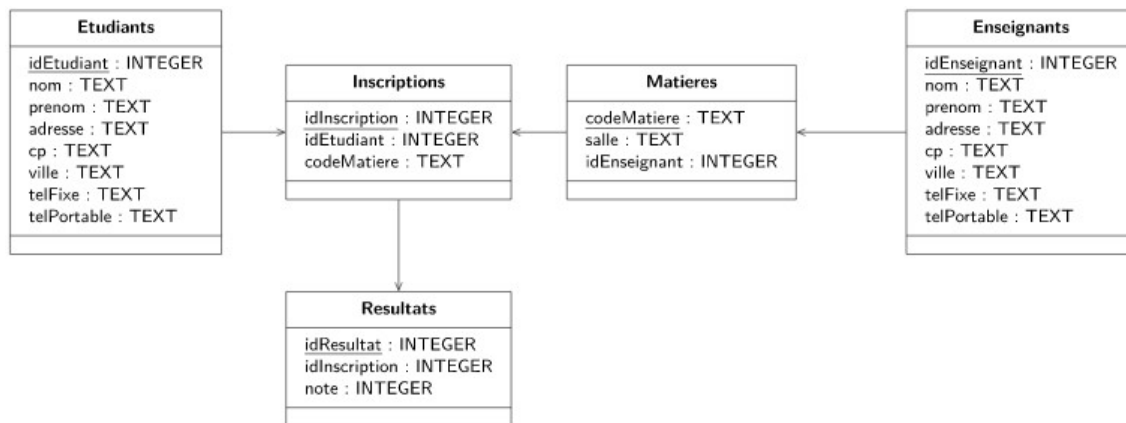 Etudiants
idEtudiant : INTEGER
nom : TEXT
prenom : TEXT
adresse : TEXT
cp : TEXT
ville : TEXT
telFixe : TEXT
telPortable : TEXT
Inscriptions
idInscription : INTEGER
idEtudiant : INTEGER
codeMatiere : TEXT
Matieres
codeMatiere : TEXT
salle : TEXT
idEnseignant : INTEGER
Enseignants
idEnseignant : INTEGER
nom : TEXT
prenom : TEXT
adresse : TEXT
cp : TEXT
ville : TEXT
telFixe : TEXT
telPortable : TEXT
Resultats
idResultat : INTEGER
idInscription : INTEGER
note : INTEGER